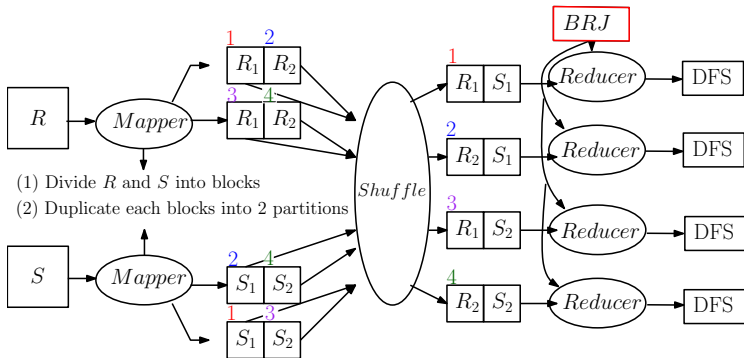 BRJ
1 2
R1 R2
3 4
R1 R2
R
Mapper
(1) Divide R and S into blocks
(2) Duplicate each blocks into 2 partitions
S
Mapper
2 4
S1 S2
1 3
S1 S2
Shuffle
1
R1 S1
Reducer
DFS
2
R2 S1
Reducer
DFS
3
R1 S2
Reducer
DFS
4
R2 S2
Reducer
DFS